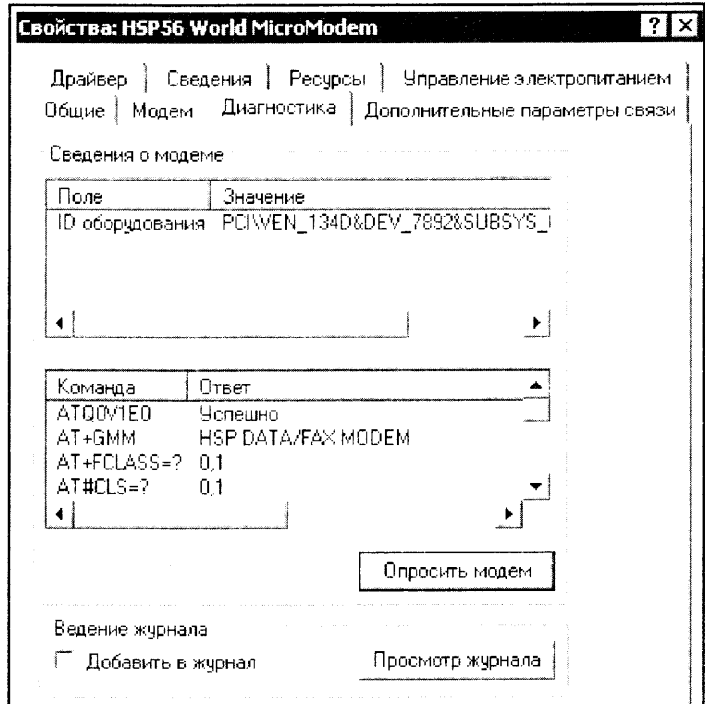 Свойства: HSP56 World MicroModem
Драйвер Сведения Ресурсы Управление электропитанием
Общие Модем Диагностика Дополнительные параметры связи
Сведения о модеме
Поле Значение
ID оборудования PCI\VEN_134D&DEV_7892&SUBSYS_
Команда Ответ
ATQ0V1E0 Успешно
AT+GMM HSP DATA/FAX MODEM
AT+FCLASS=? 0,1
AT#CLS=? 0,1
Опросить модем
Ведение журнала
Добавить в журнал Просмотр журнала